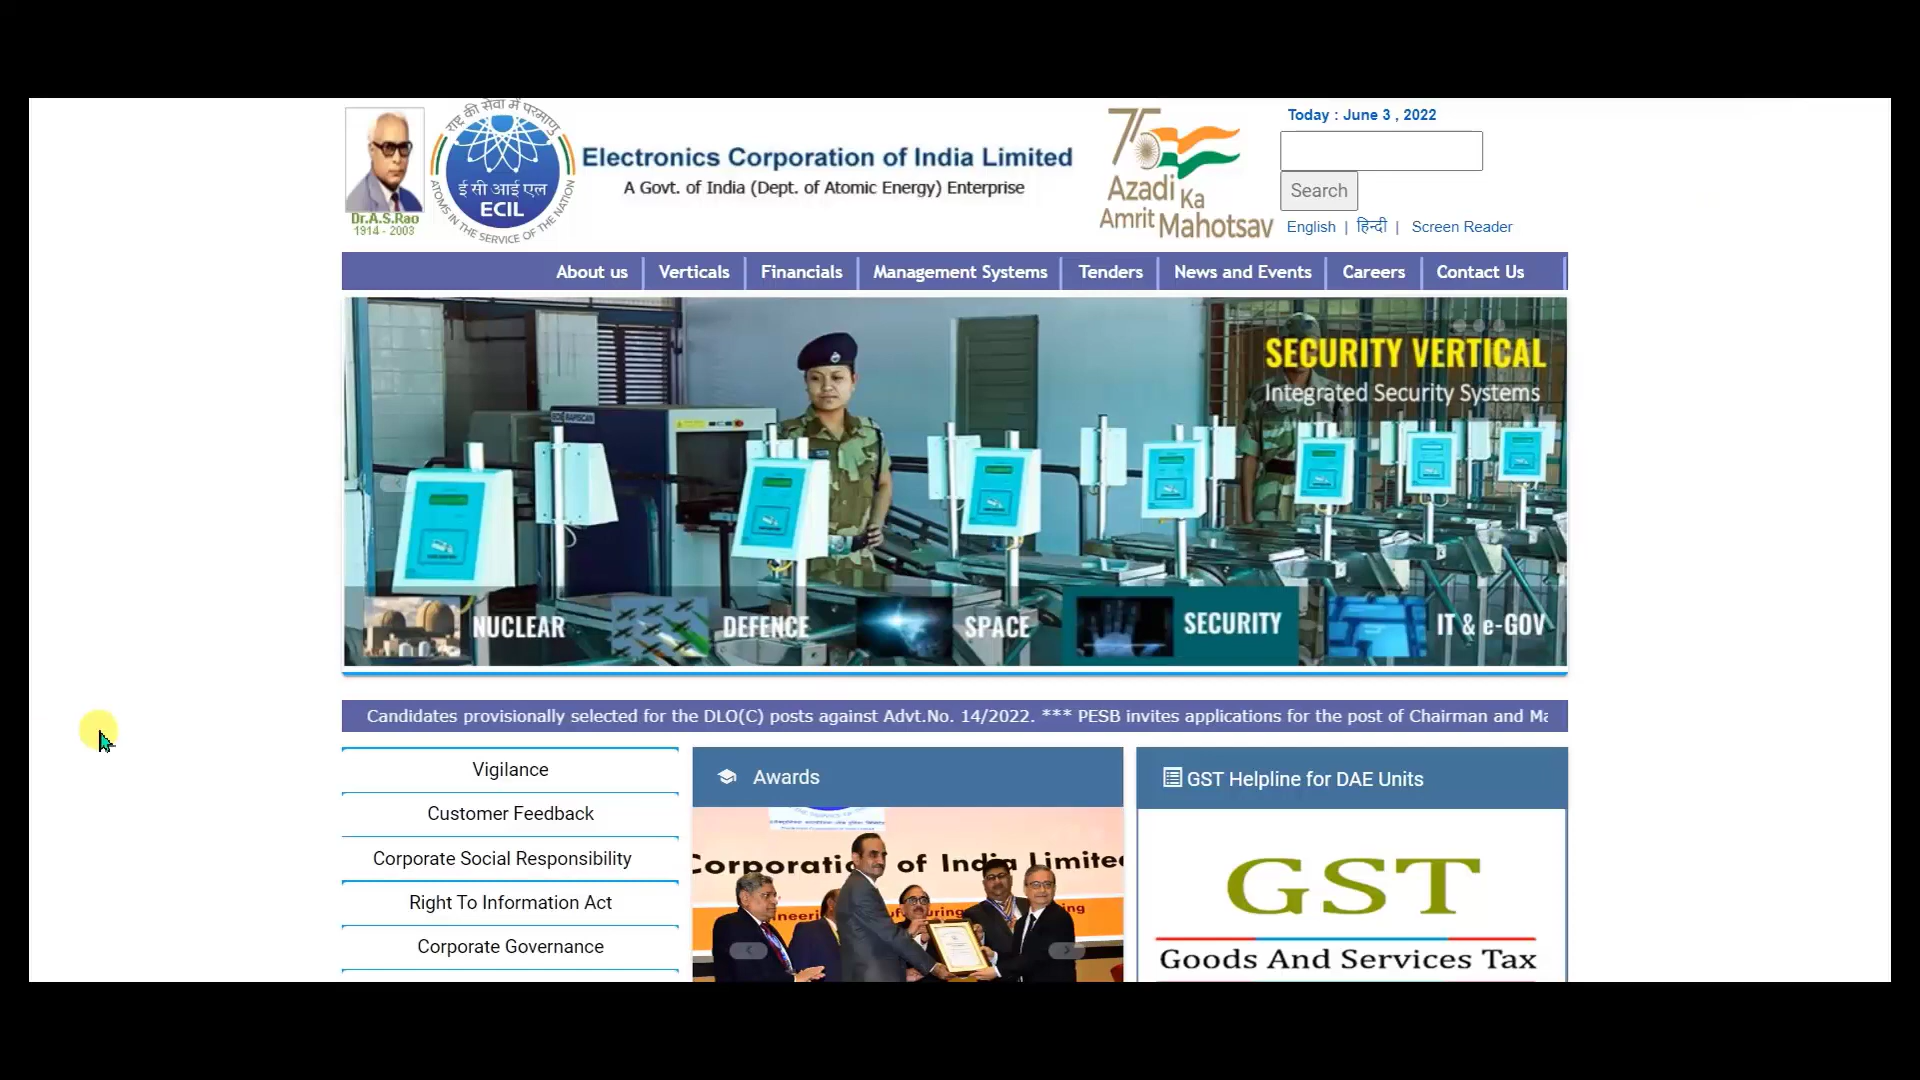 राष्ट्र की सेवा में परमाणु
ई सी आई एल
ECIL
ATOMS IN THE SERVICE OF THE NATION
Dr.A.S.Rao
1914 - 2003
Electronics Corporation of India Limited
A Govt. of India (Dept. of Atomic Energy) Enterprise
75
Azadi Ka
Amrit Mahotsav
Today : June 3 , 2022
Search
English | हिन्दी | Screen Reader
About us
Verticals
Financials
Management Systems
Tenders
News and Events
Careers
Contact Us
SECURITY VERTICAL
Integrated Security Systems
NUCLEAR
DEFENCE
SPACE
SECURITY
IT & e-GOV
Candidates provisionally selected for the DLO(C) posts against Advt.No. 14/2022. *** PESB invites applications for the post of Chairman and Ma
Vigilance
Customer Feedback
Corporate Social Responsibility
Right To Information Act
Corporate Governance
Awards
Corporation of India Limited
GST Helpline for DAE Units
GST
Goods And Services Tax